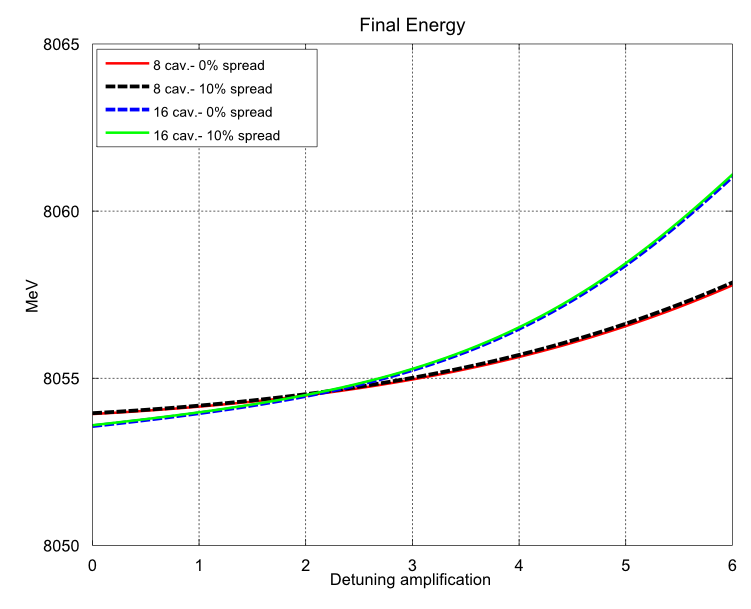 Final Energy
8065
8 cav.- 0% spread
8 cav.- 10% spread
16 cav.- 0% spread
16 cav.- 10% spread
8060
MeV
8055
8050
0 1 2 3 4 5 6
Detuning amplification